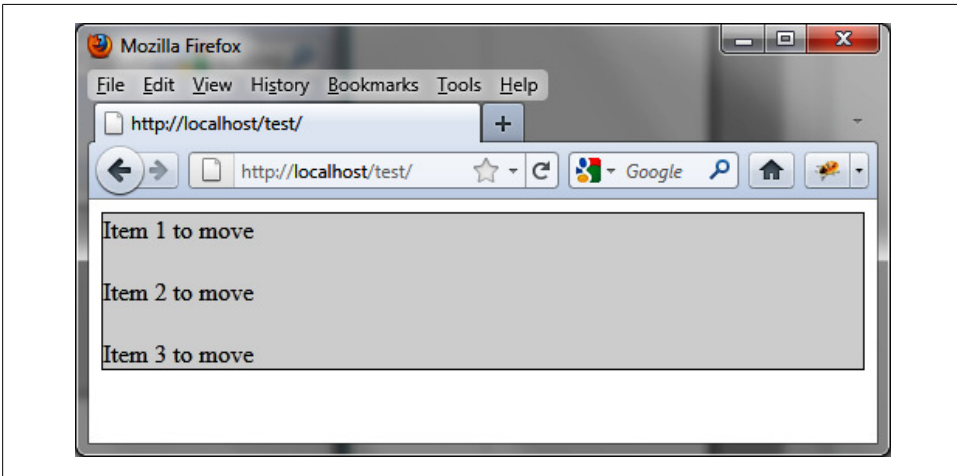 Mozilla Firefox
File Edit View History Bookmarks Tools Help
http://localhost/test/
http://localhost/test/ Google
Item 1 to move
Item 2 to move
Item 3 to move